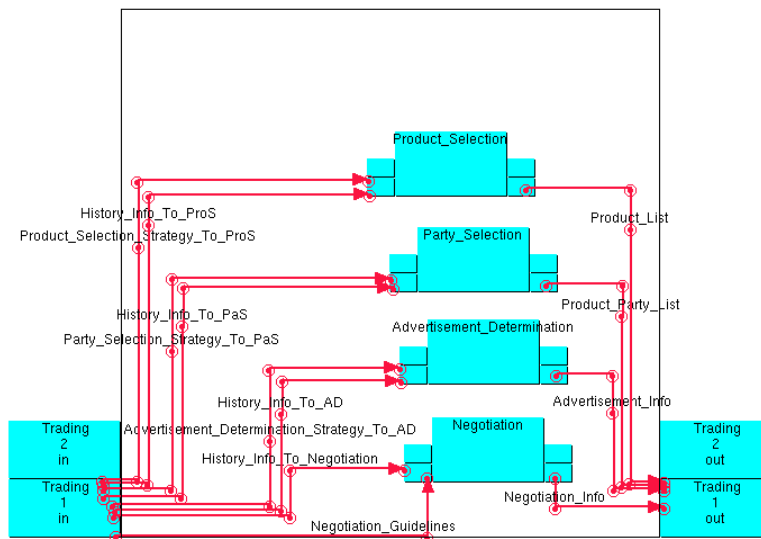 Product_Selection
History_Info_To_ProS
Product_List
Product_Selection_Strategy_To_ProS
Party_Selection
Product_Party_List
History_Info_To_PaS
Advertisement_Determination
Party_Selection_Strategy_To_PaS
History_Info_To_AD
Advertisement_Info
Trading
2
in
Advertisement_Determination_Strategy_To_AD
Negotiation
Trading
2
out
History_Info_To_Negotiation
Trading
1
in
Negotiation_Info
Trading
1
out
Negotiation_Guidelines